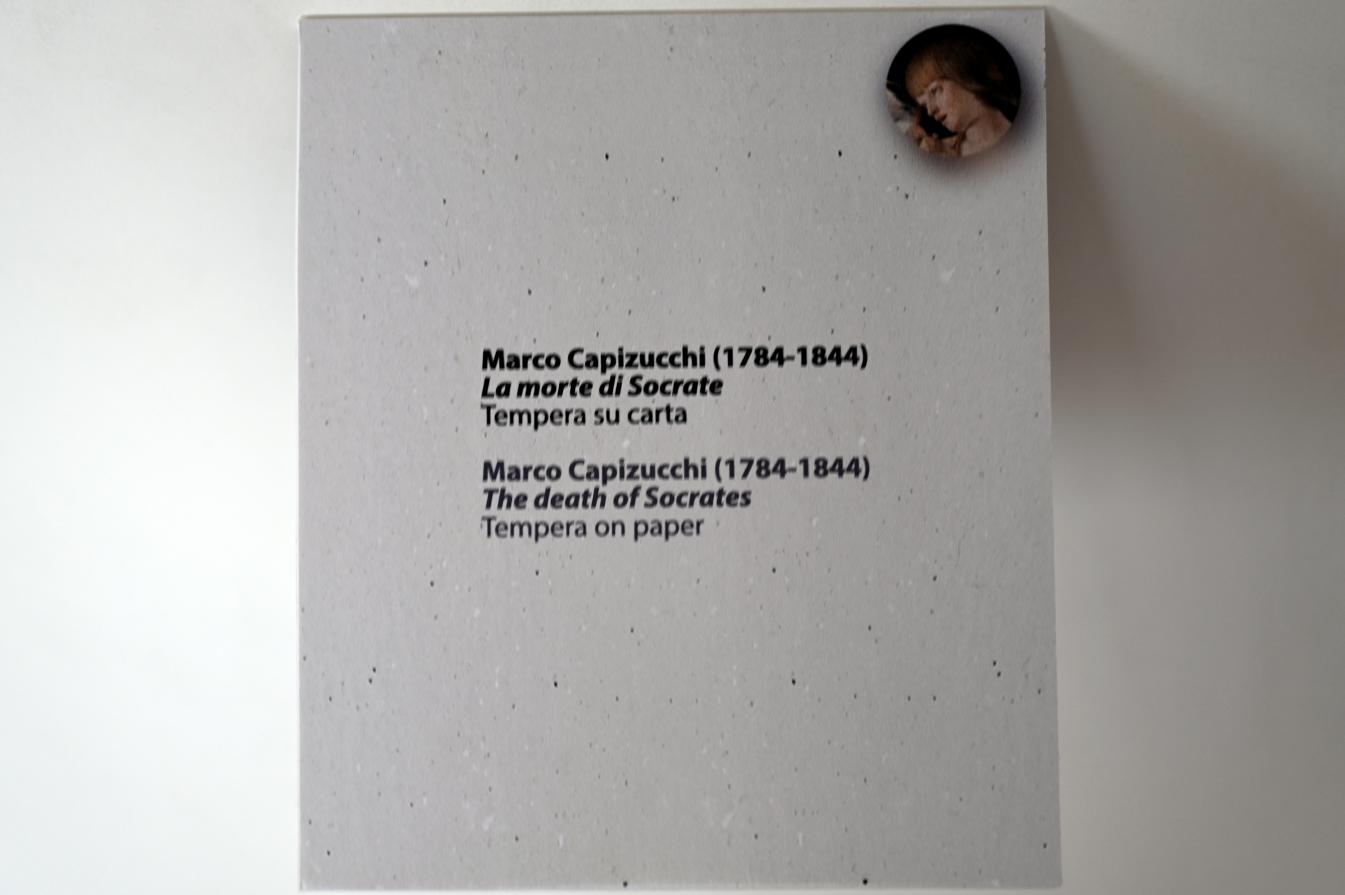 Marco Capizucchi (1784-1844)
La morte di Socrate
Tempera su carta
Marco Capizucchi (1784-1844)
The death of Socrates
Tempera on paper